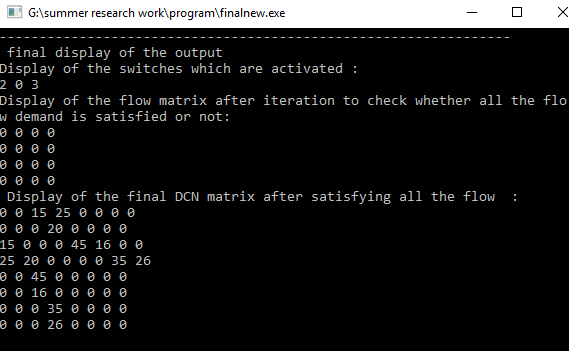 G:\summer research work\program\finalnew.exe
----------------------------------------------------------------
final display of the output
Display of the switches which are activated :
2 0 3
Display of the flow matrix after iteration to check whether all the flo
w demand is satisfied or not:
0 0 0 0
0 0 0 0
0 0 0 0
0 0 0 0
Display of the final DCN matrix after satisfying all the flow  :
0 0 15 25 0 0 0 0
0 0 0 20 0 0 0 0
15 0 0 0 45 16 0 0
25 20 0 0 0 0 35 26
0 0 45 0 0 0 0 0
0 0 16 0 0 0 0 0
0 0 0 35 0 0 0 0
0 0 0 26 0 0 0 0